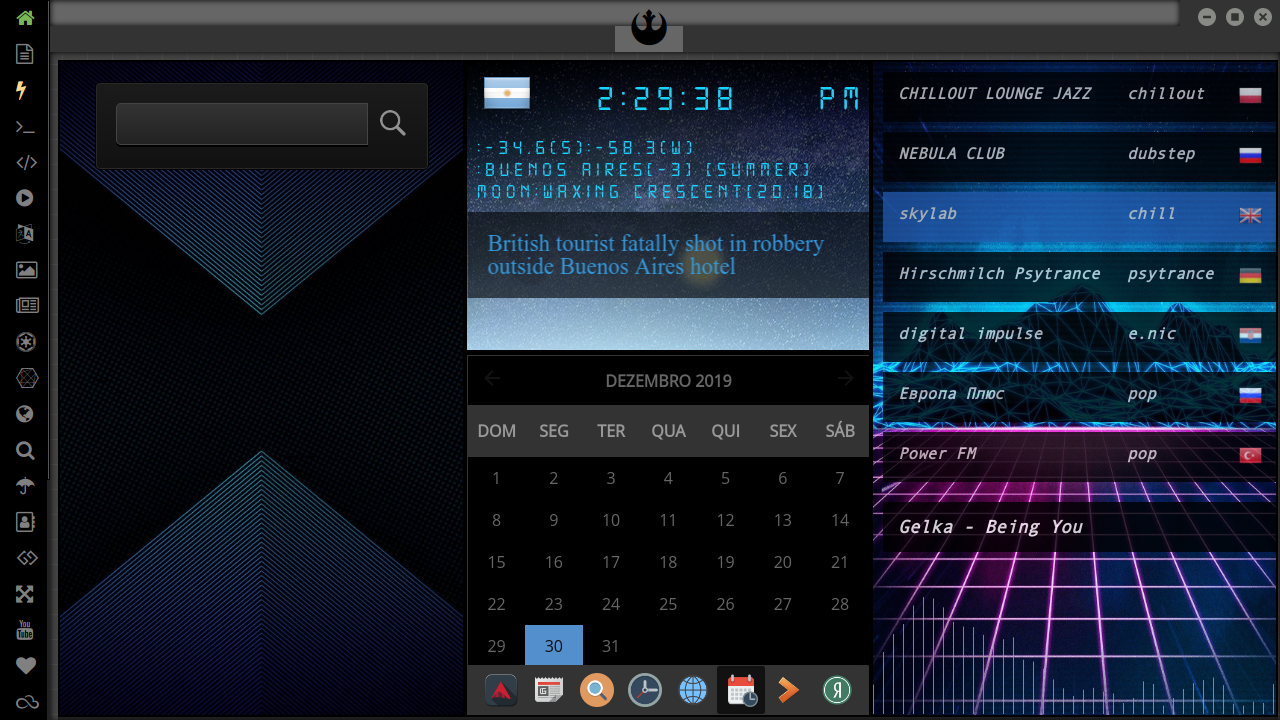 2:29:38 PM
:-34.6(S):-58.3(W)
:BUENOS AIRES[-3] (SUMMER)
MOON:WAXING CRESCENT(20.18)
British tourist fatally shot in robbery
outside Buenos Aires hotel
DEZEMBRO 2019
DOM SEG TER QUA QUI SEX SÁB
1 2 3 4 5 6 7
8 9 10 11 12 13 14
15 16 17 18 19 20 21
22 23 24 25 26 27 28
29 30 31
CHILLOUT LOUNGE JAZZ chillout
NEBULA CLUB dubstep
skylab chill
Hirschmilch Psytrance psytrance
digital impulse e.nic
Европа Плюс pop
Power FM pop
Gelka - Being You
You
Tube
Я